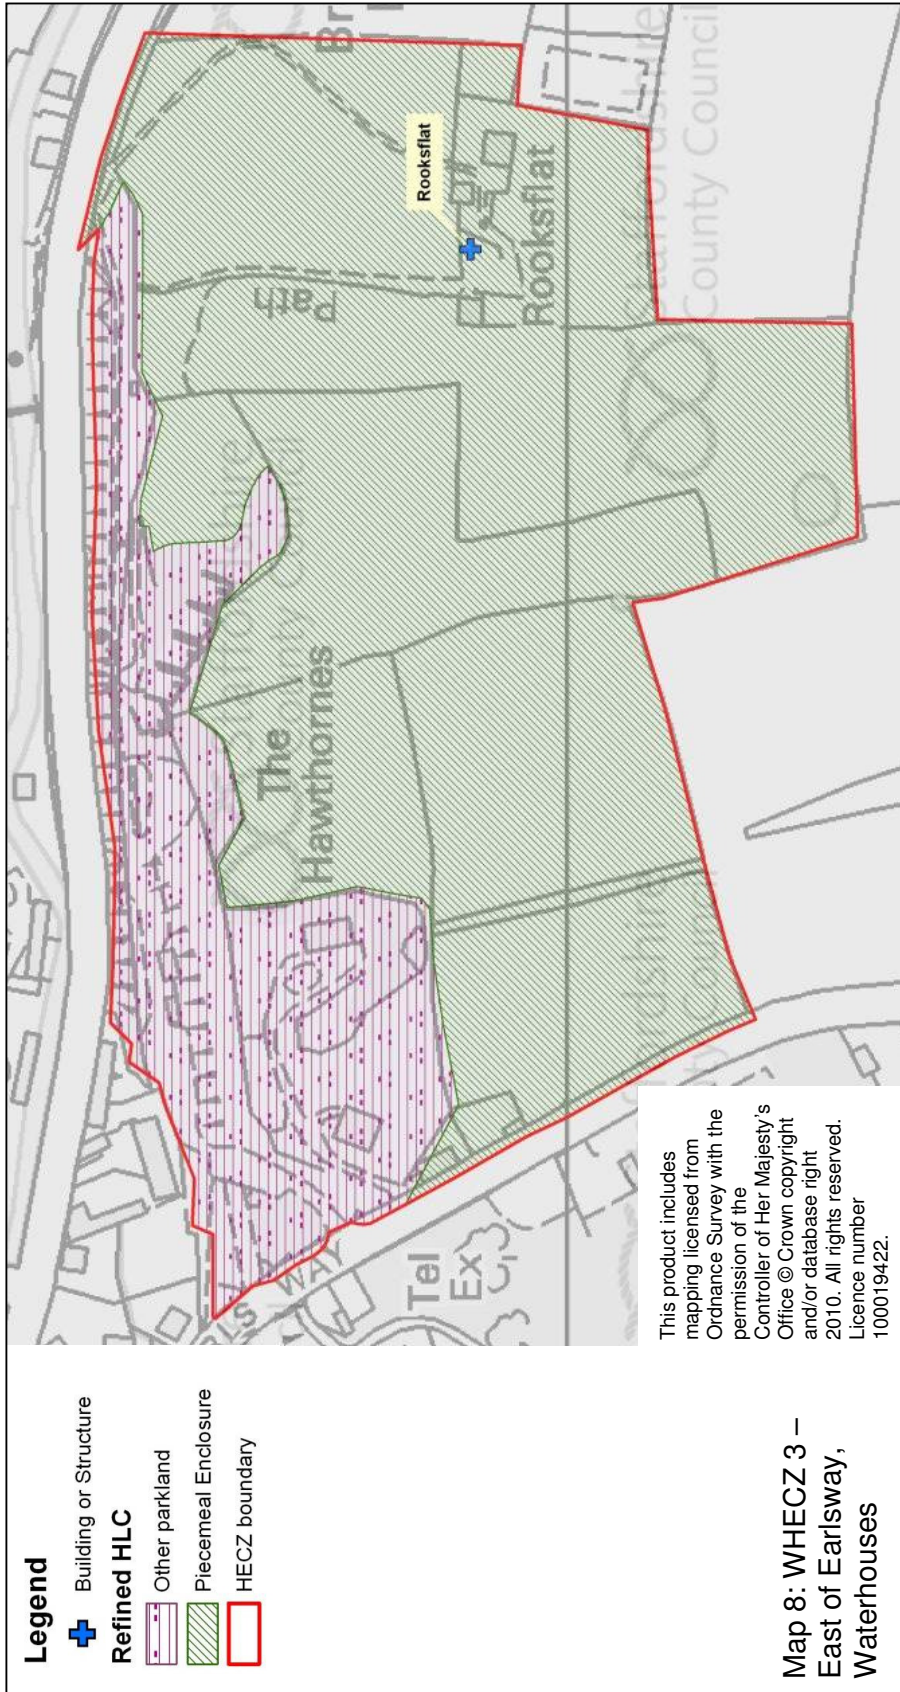 Legend
Building or Structure
Refined HLC
Other parkland
Piecemeal Enclosure
HECZ boundary
Map 8: WHECZ 3 –
East of Earlsway,
Waterhouses
This product includes
mapping licensed from
Ordnance Survey with the
permission of the
Controller of Her Majesty's
Office © Crown copyright
and/or database right
2010. All rights reserved.
Licence number
100019422.
Tel
Ex
WAY
The
Hawthornes
Path
Rooksflat
Rooksflat
Br
County Council